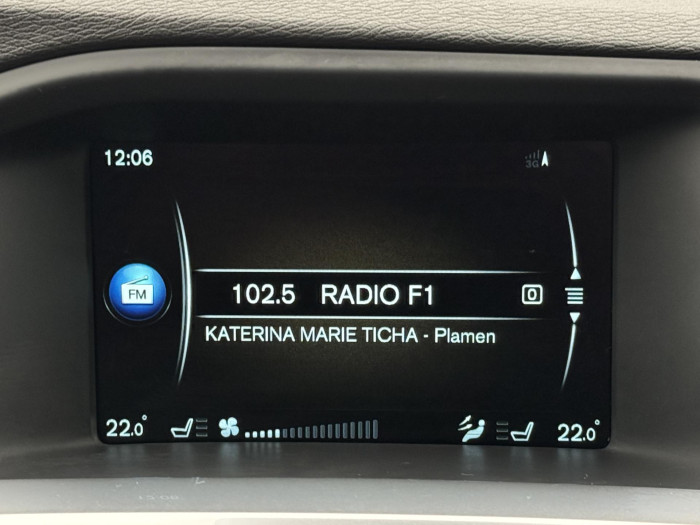 12:06
3G
FM
102.5 RADIO F1 0
KATERINA MARIE TICHA - Plamen
22.0° 22.0°